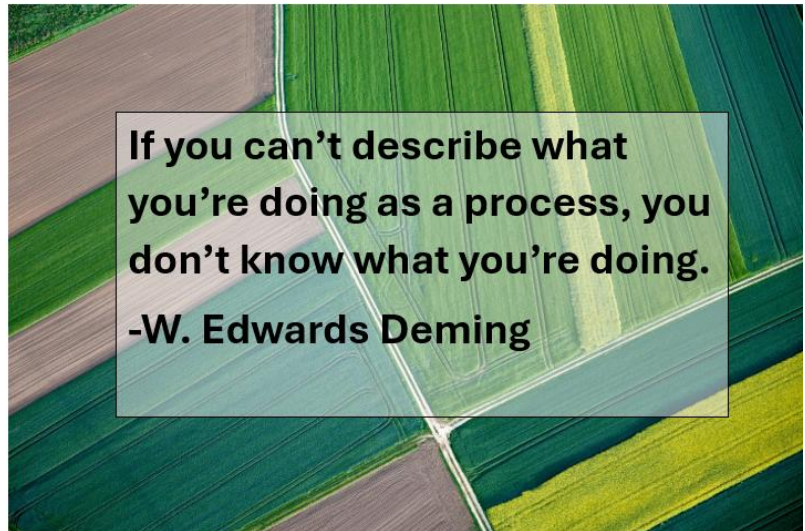 If you can’t describe what
you’re doing as a process, you
don’t know what you’re doing.
-W. Edwards Deming